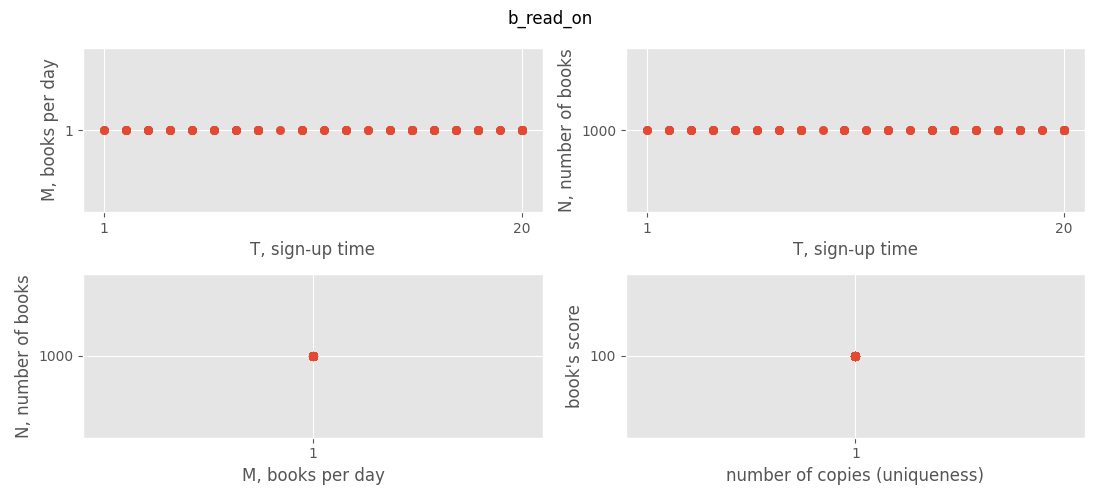 b_read_on
M, books per day
1
1
20
T, sign-up time
N, number of books
1000
1
20
T, sign-up time
N, number of books
1000
1
M, books per day
book's score
100
1
number of copies (uniqueness)